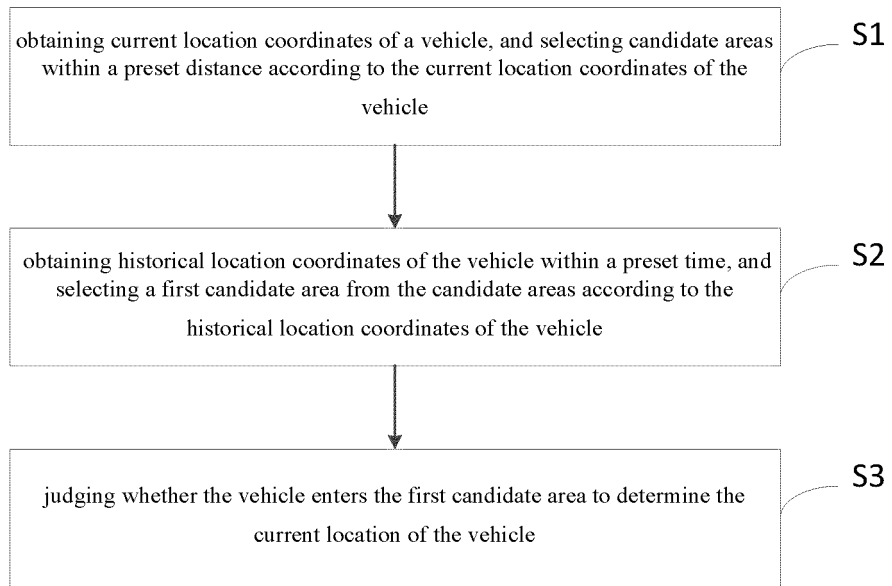 obtaining current location coordinates of a vehicle, and selecting candidate areas
within a preset distance according to the current location coordinates of the
vehicle
S1
obtaining historical location coordinates of the vehicle within a preset time, and
selecting a first candidate area from the candidate areas according to the
historical location coordinates of the vehicle
S2
judging whether the vehicle enters the first candidate area to determine the
current location of the vehicle
S3